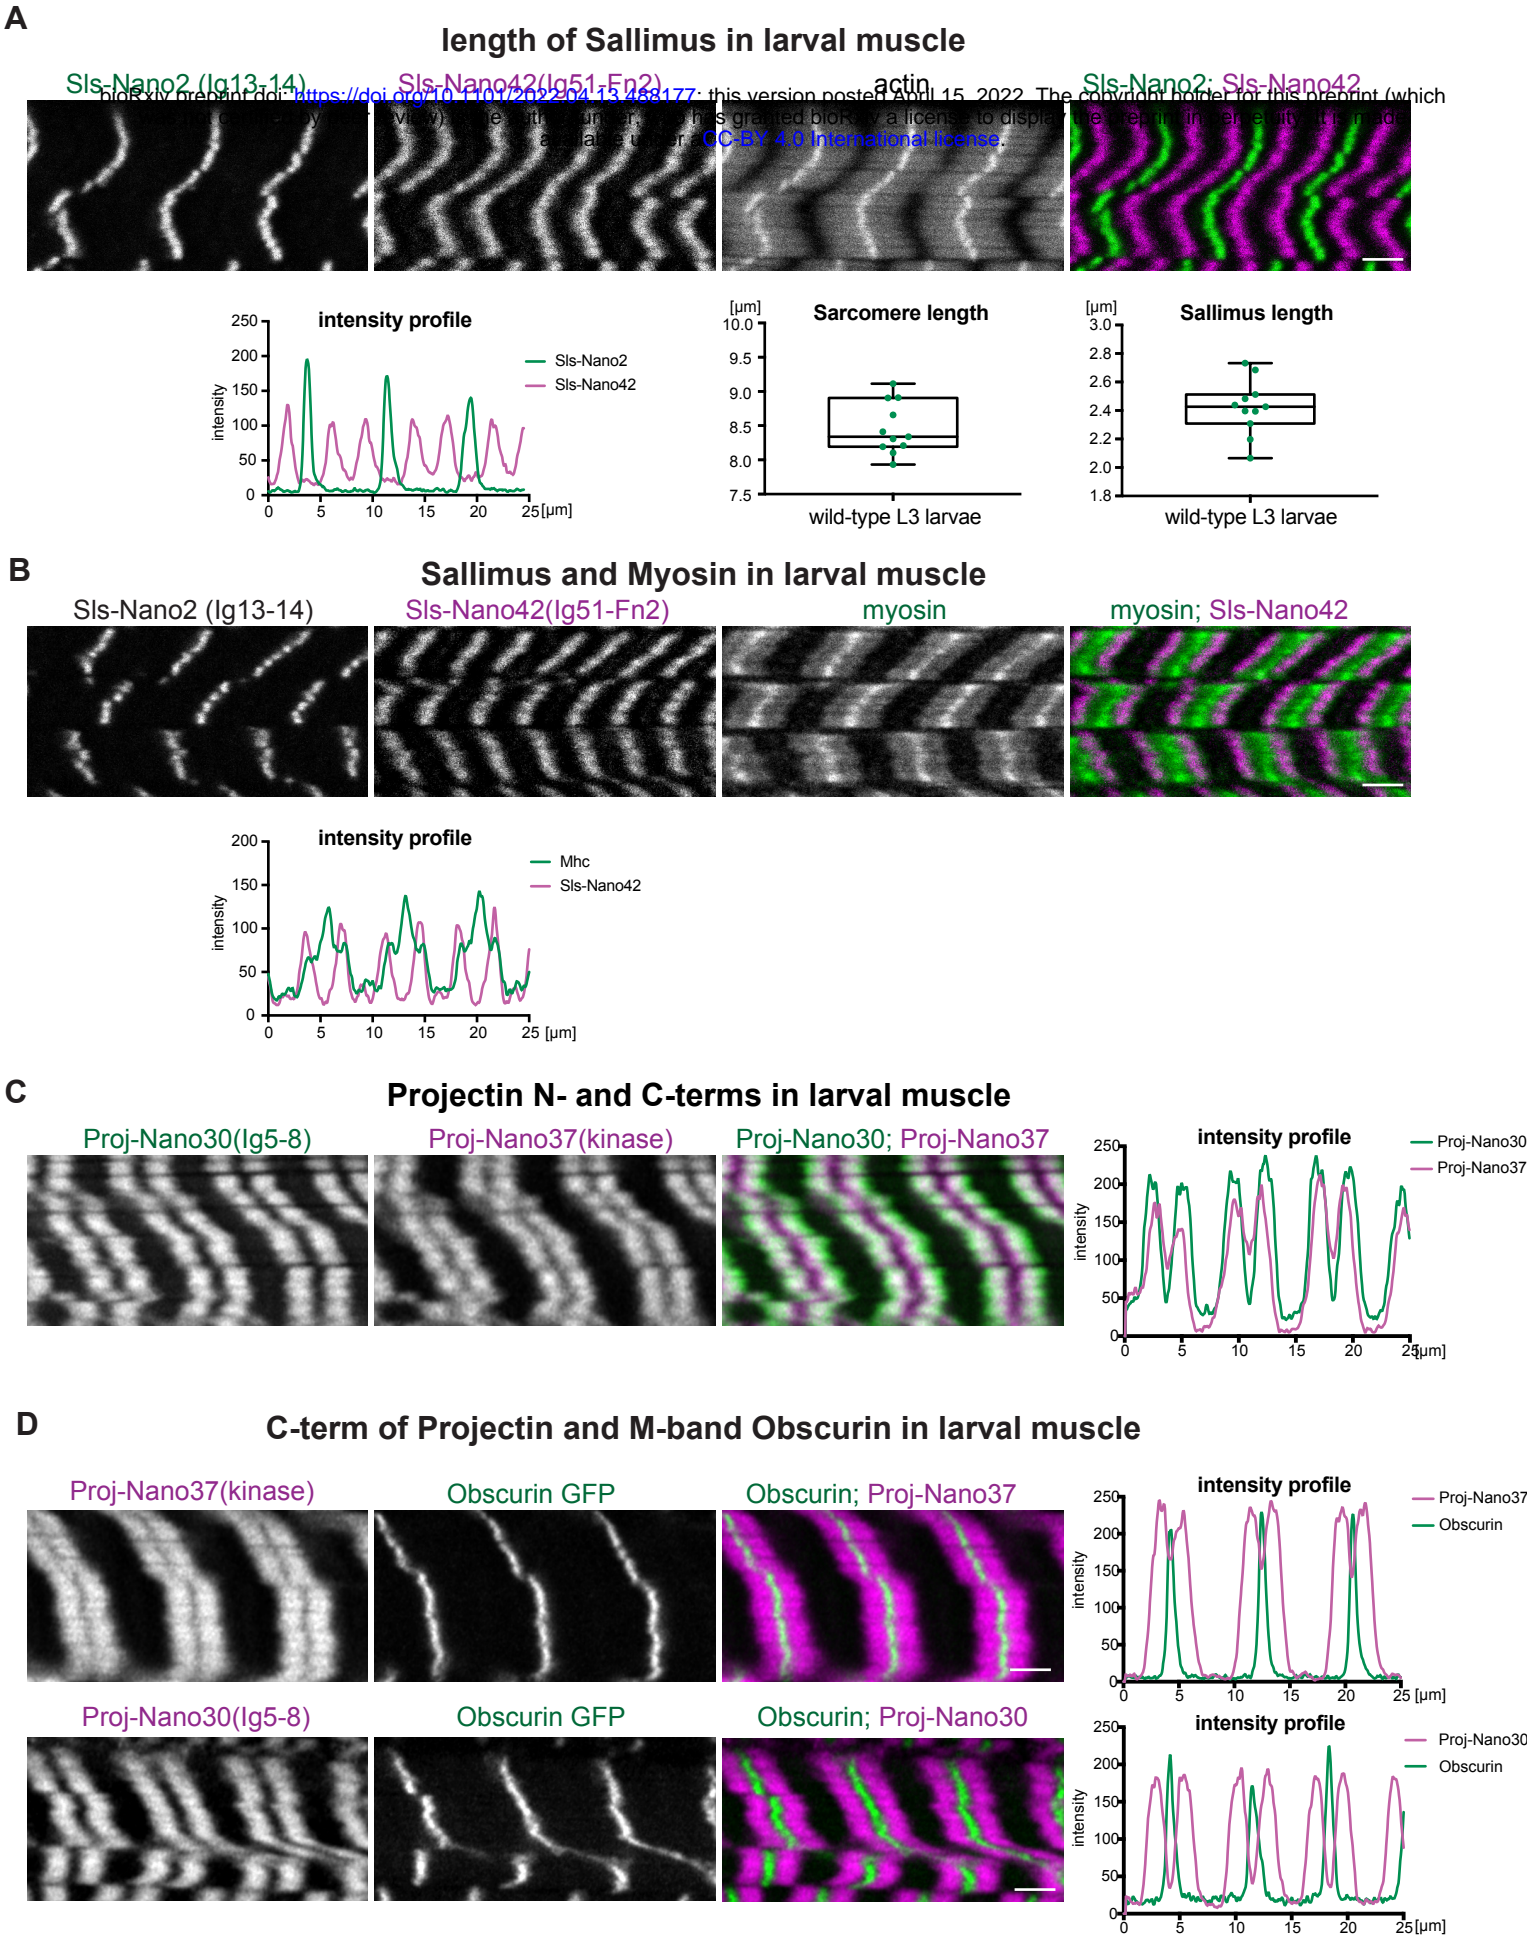 A
length of Sallimus in larval muscle
Sls-Nano2 (Ig13-14)
Sls-Nano42(Ig51-Fn2)
actin
Sls-Nano2; Sls-Nano42
bioRxiv preprint doi: https://doi.org/10.1101/2022.04.13.488177; this version posted April 15, 2022. The copyright holder for this preprint (which
has granted bioRxiv a license to display
CC-BY 4.0 International license.
intensity profile
250
200
150
100
50
0
intensity
0 5 10 15 20 25 [µm]
Sls-Nano2
Sls-Nano42
[µm]
Sarcomere length
10.0
9.5
9.0
8.5
8.0
7.5
wild-type L3 larvae
[µm]
Sallimus length
3.0
2.8
2.6
2.4
2.2
2.0
1.8
wild-type L3 larvae
B
Sallimus and Myosin in larval muscle
Sls-Nano2 (Ig13-14)
Sls-Nano42(Ig51-Fn2)
myosin
myosin; Sls-Nano42
intensity profile
200
150
100
50
0
intensity
0 5 10 15 20 25 [µm]
Mhc
Sls-Nano42
C
Projectin N- and C-terms in larval muscle
Proj-Nano30(Ig5-8)
Proj-Nano37(kinase)
Proj-Nano30; Proj-Nano37
intensity profile
250
200
150
100
50
0
intensity
0 5 10 15 20 25 [µm]
Proj-Nano30
Proj-Nano37
D
C-term of Projectin and M-band Obscurin in larval muscle
Proj-Nano37(kinase)
Obscurin GFP
Obscurin; Proj-Nano37
intensity profile
250
200
150
100
50
0
intensity
0 5 10 15 20 25 [µm]
Proj-Nano37
Obscurin
Proj-Nano30(Ig5-8)
Obscurin GFP
Obscurin; Proj-Nano30
intensity profile
250
200
150
100
50
0
intensity
0 5 10 15 20 25 [µm]
Proj-Nano30
Obscurin